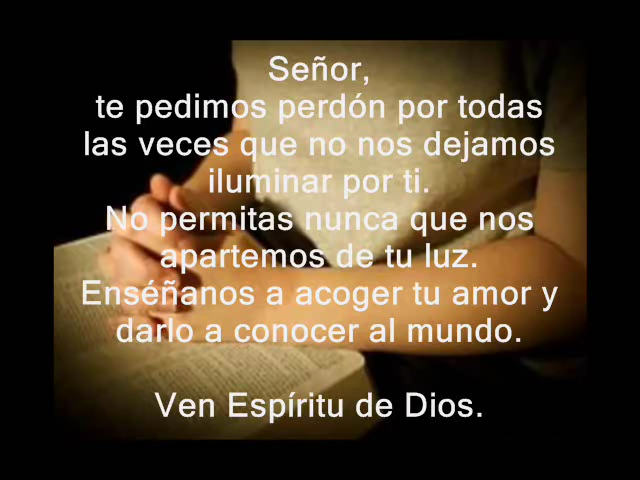 Señor,
te pedimos perdón por todas
las veces que no nos dejamos
iluminar por ti.
No permitas nunca que nos
apartemos de tu luz.
Enséñanos a acoger tu amor y
darlo a conocer al mundo.
Ven Espíritu de Dios.